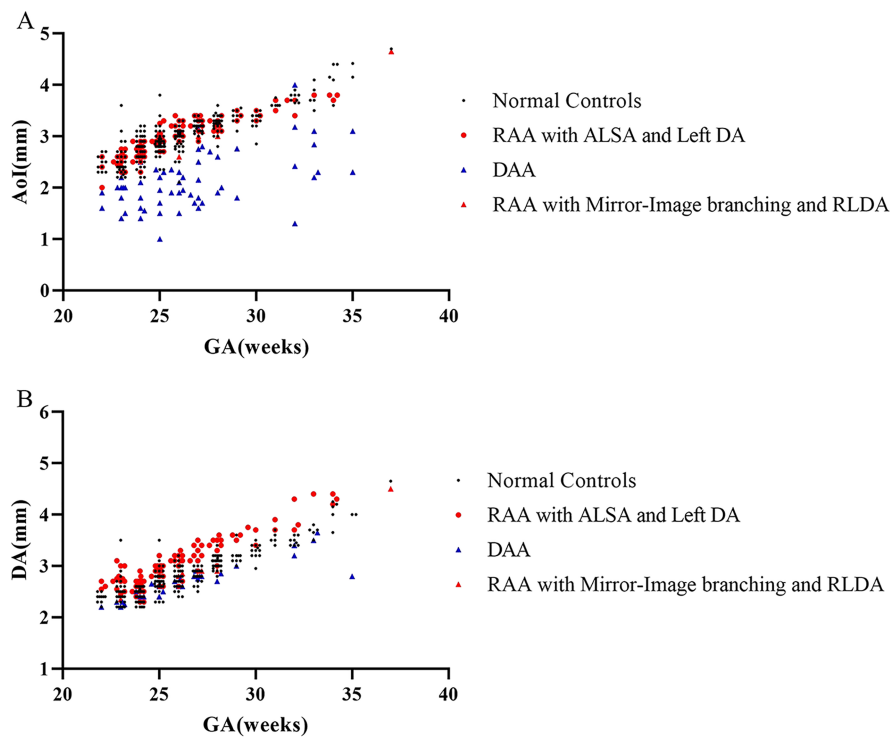 A
AoI(mm)
5
4
3
2
1
0
20
25
30
35
40
GA(weeks)
Normal Controls
RAA with ALSA and Left DA
DAA
RAA with Mirror-Image branching and RLDA
B
DA(mm)
6
5
4
3
2
1
20
25
30
35
40
GA(weeks)
Normal Controls
RAA with ALSA and Left DA
DAA
RAA with Mirror-Image branching and RLDA